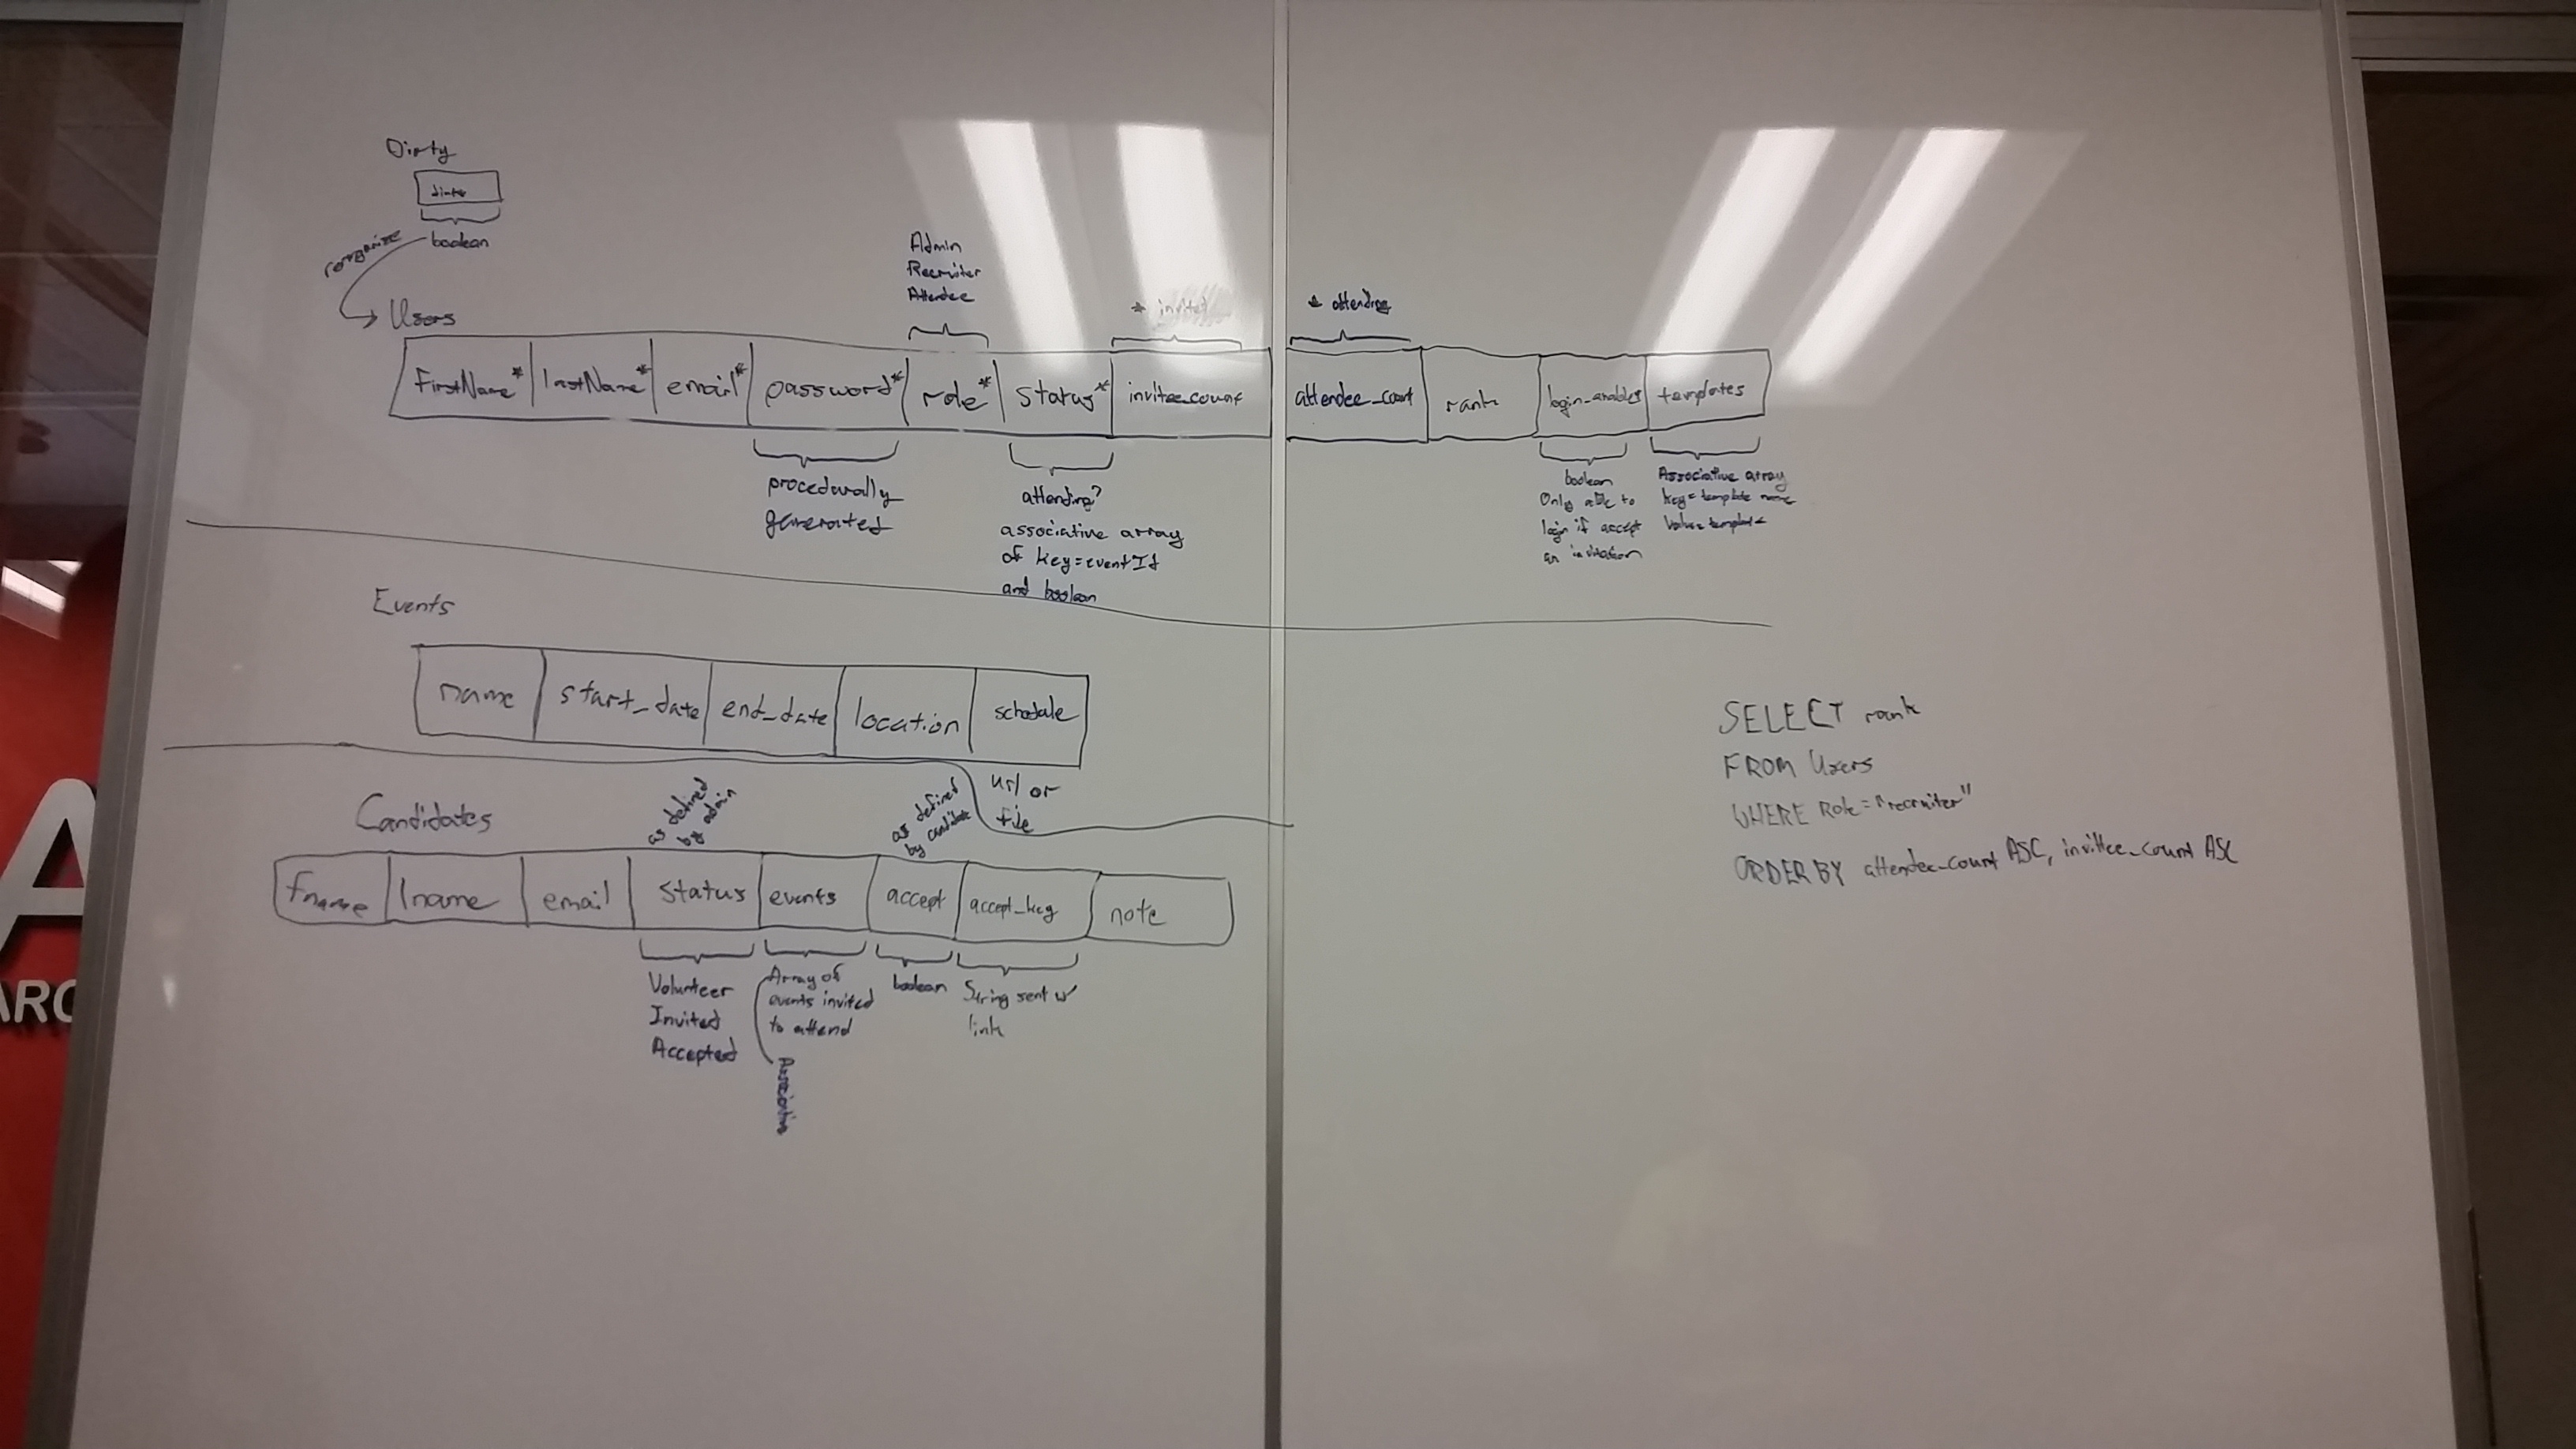 Dirty
dirty
boolean
reorganize
Admin
Recruiter
Attendee
* invited
* attending
Users
FirstName* lastName* email* password* role* status* invitee_count attendee_count rank login_enabled templates
procedurally
generated
attending?
associative array
of key=eventId
and boolean
boolean
Only able to
login if accept
an invitation
Associative array
key=template name
value=template
Events
name start_date end_date location schedule
url or
file
SELECT rank
FROM Users
WHERE Role="recruiter"
ORDER BY attendee_count ASC, invittee_count ASC
Candidates
as defined
by admin
as defined
by candidate
fname lname email status events accept accept_key note
Volunteer
Invited
Accepted
Array of
events invited
to attend
Associative
boolean
String sent w/
link
A
ARC